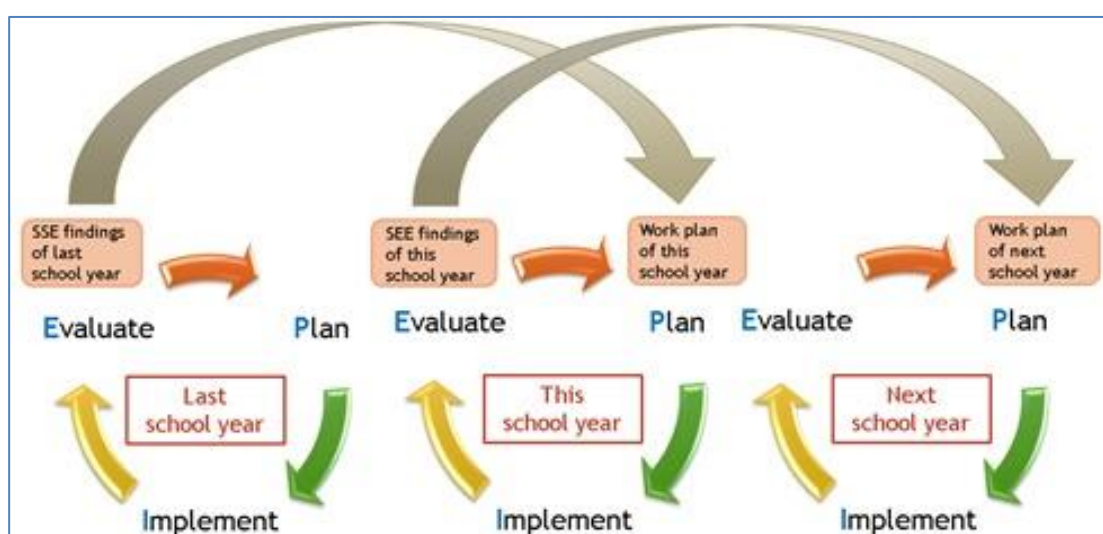 SSE findings
of last
school year
SEE findings
of this
school year
Work plan
of this
school year
Work plan
of next
school year
Evaluate
Plan
Evaluate
Plan
Evaluate
Plan
Last
school year
This
school year
Next
school year
Implement
Implement
Implement